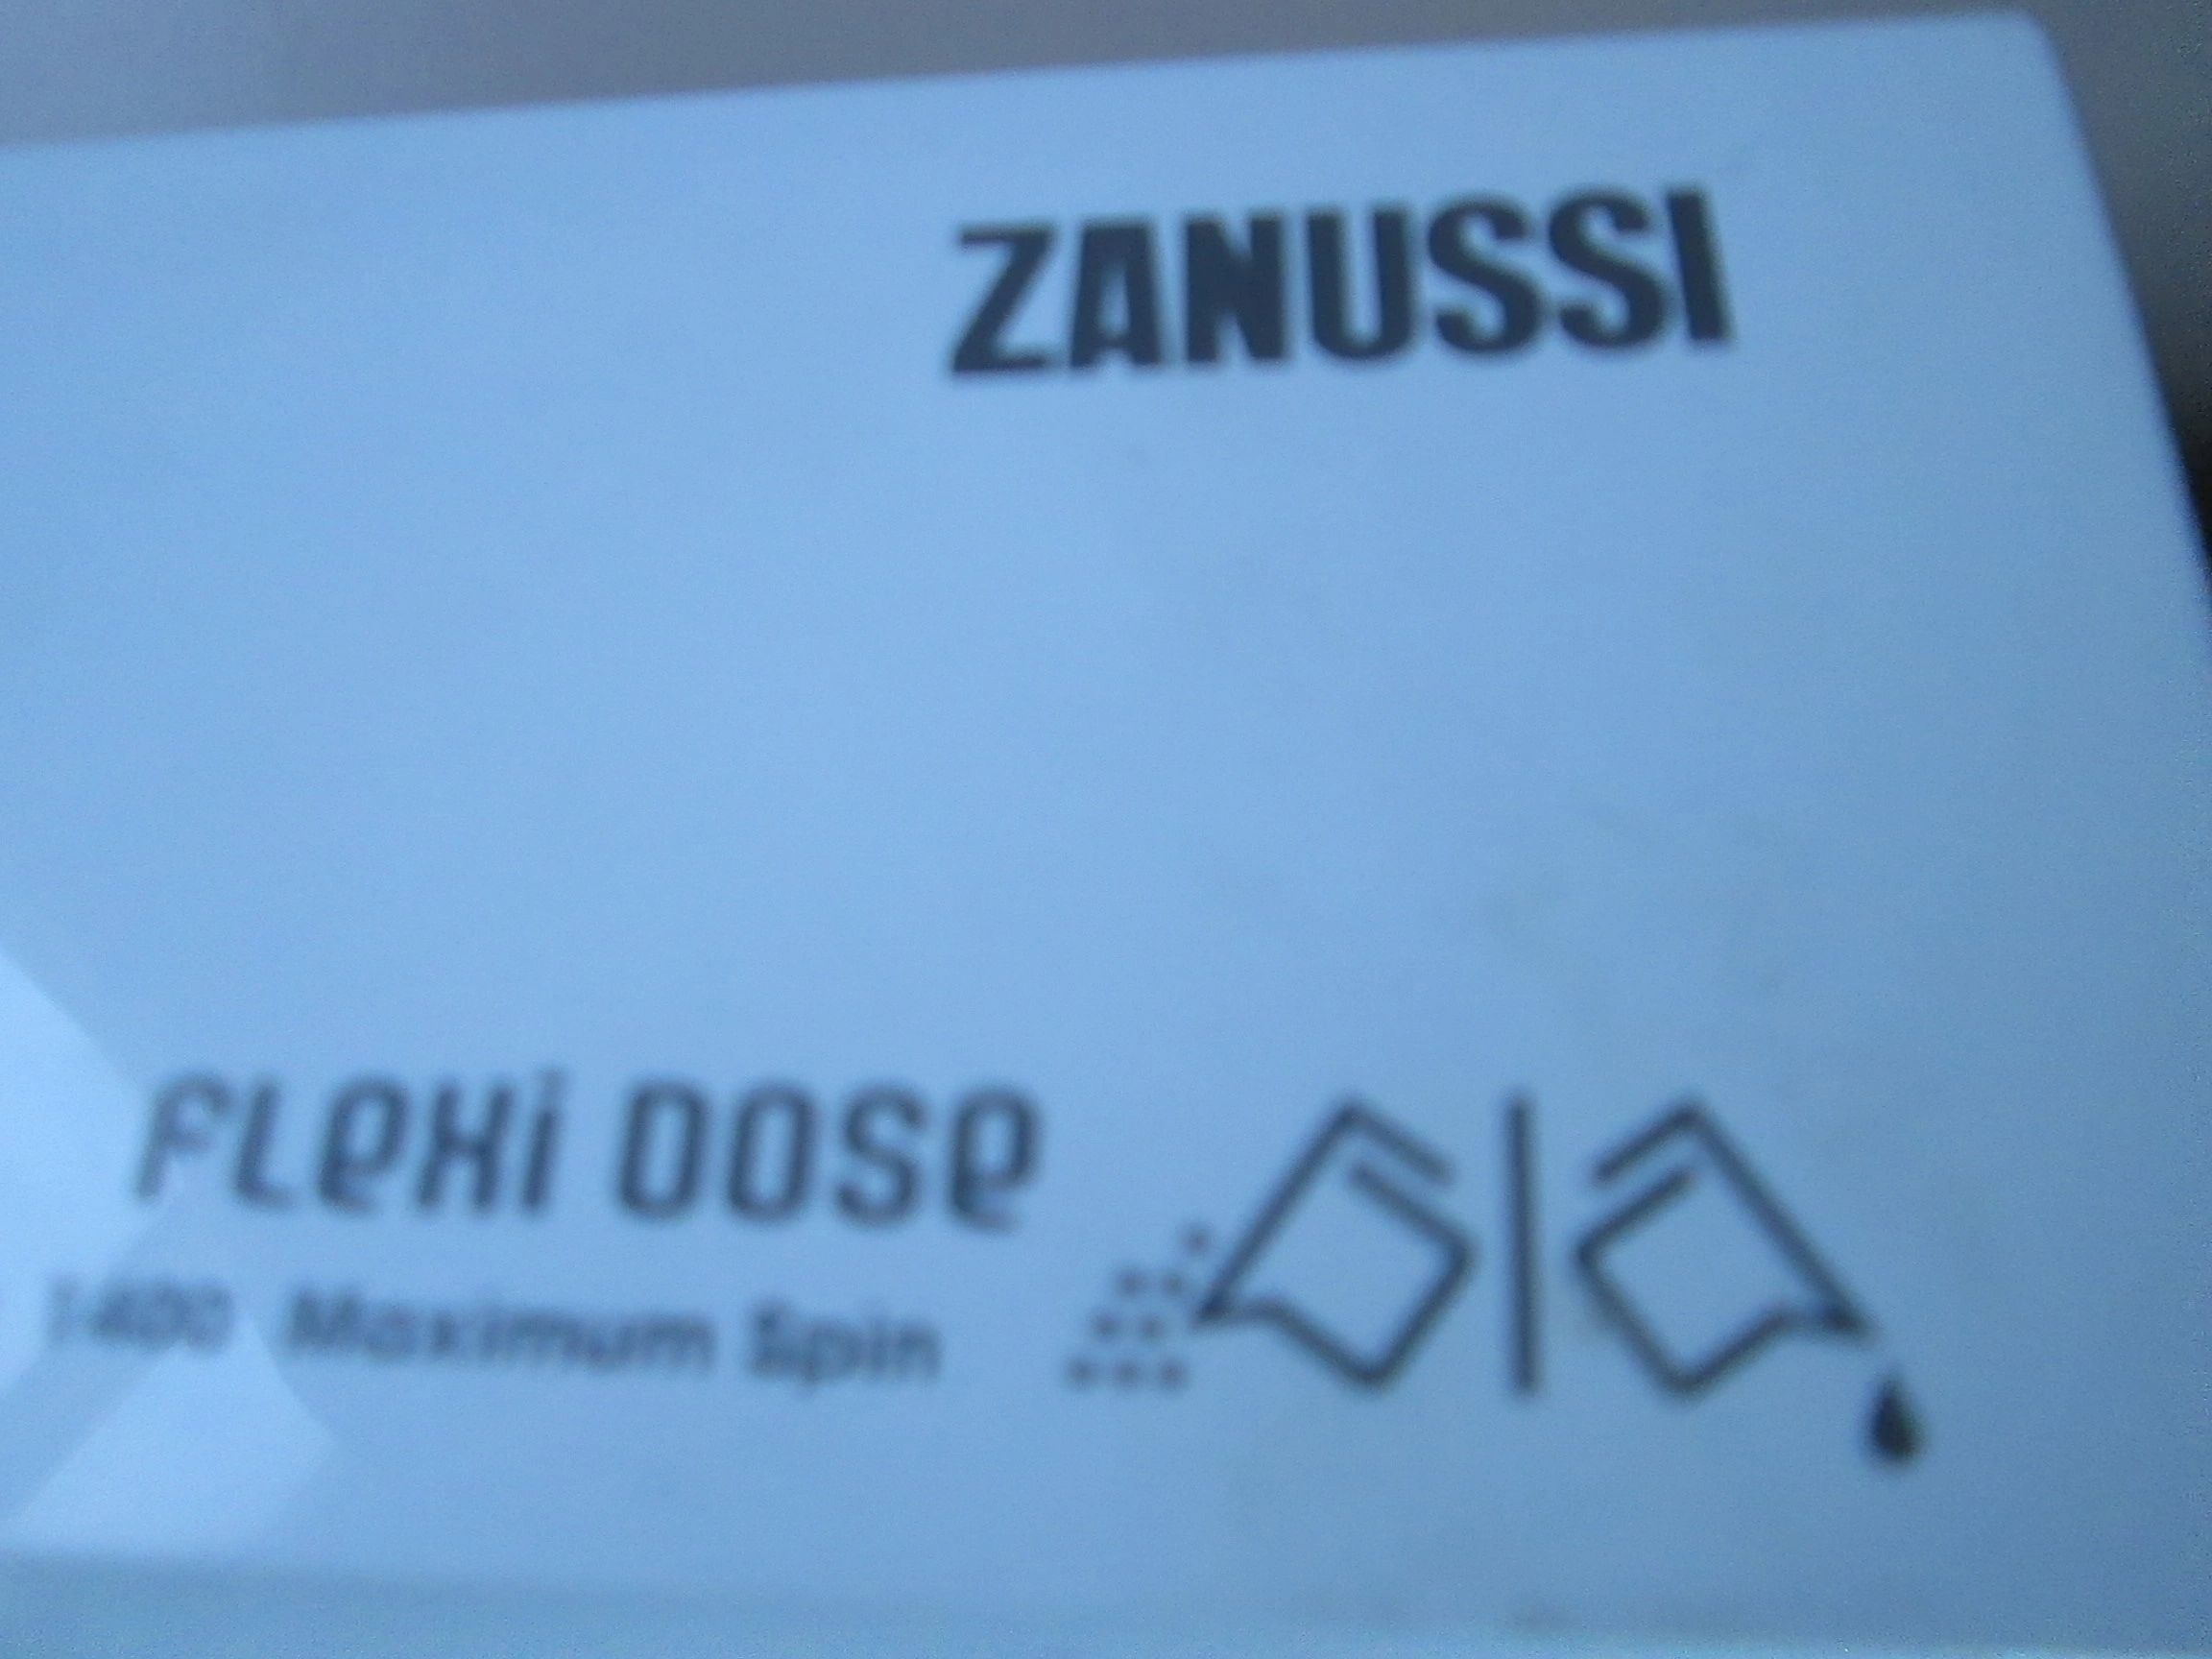 ZANUSSI
FLexi DOSe
1400 Maximum Spin